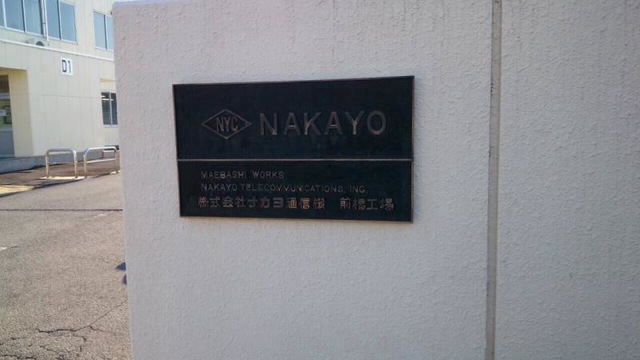 D1
NYC NAKAYO
MAEBASHI WORKS
NAKAYO TELECOMMUNICATIONS, INC.
株式会社ナカヨ通信機 前橋工場